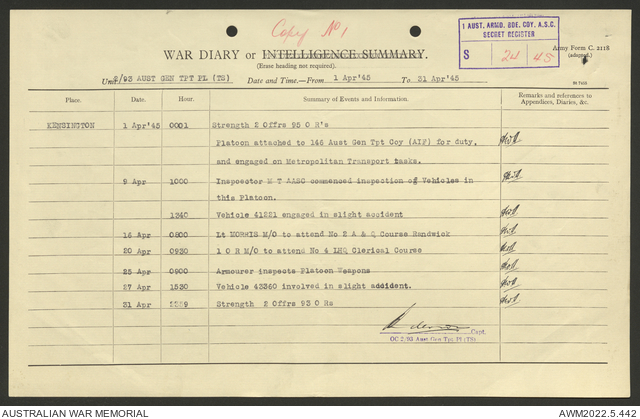 Copy No 1
1 AUST. ARMD. BDE. COY. A.S.C.
SECRET REGISTER
S 24 45
Army Form C. 2118
(adapted.)
WAR DIARY or INTELLIGENCE SUMMARY.
(Erase heading not required).
Unit 2/93 AUST GEN TPT PL (TS) Date and Time.—From 1 Apr'45 To 31 Apr'45
Place. Date. Hour. Summary of Events and Information. Remarks and references to
Appendices, Diaries, &c.
KENSINGTON 1 Apr'45 0001 Strength 2 Offrs 95 O R's
Platoon attached to 146 Aust Gen Tpt Coy (AIF) for duty,
and engaged on Metropolitan Transport tasks.
9 Apr 1000 Inspoector M T AASC commenced inspection of Vehicles in
this Platoon.
1240 Vehicle 41221 engaged in slight accident
16 Apr 0800 Lt MORRIS M/O to attend No 2 A & Q Course Randwick
20 Apr 0930 1 O R M/O to attend No 4 LHQ Clerical Course
25 Apr 0900 Armourer inspects Platoon Weapons
27 Apr 1530 Vehicle 43360 involved in slight addident.
31 Apr 2359 Strength 2 Offrs 93 O Rs
Capt.
OC 2/93 Aust Gen Tpt Pl (TS)
AUSTRALIAN WAR MEMORIAL AWM2022.5.442